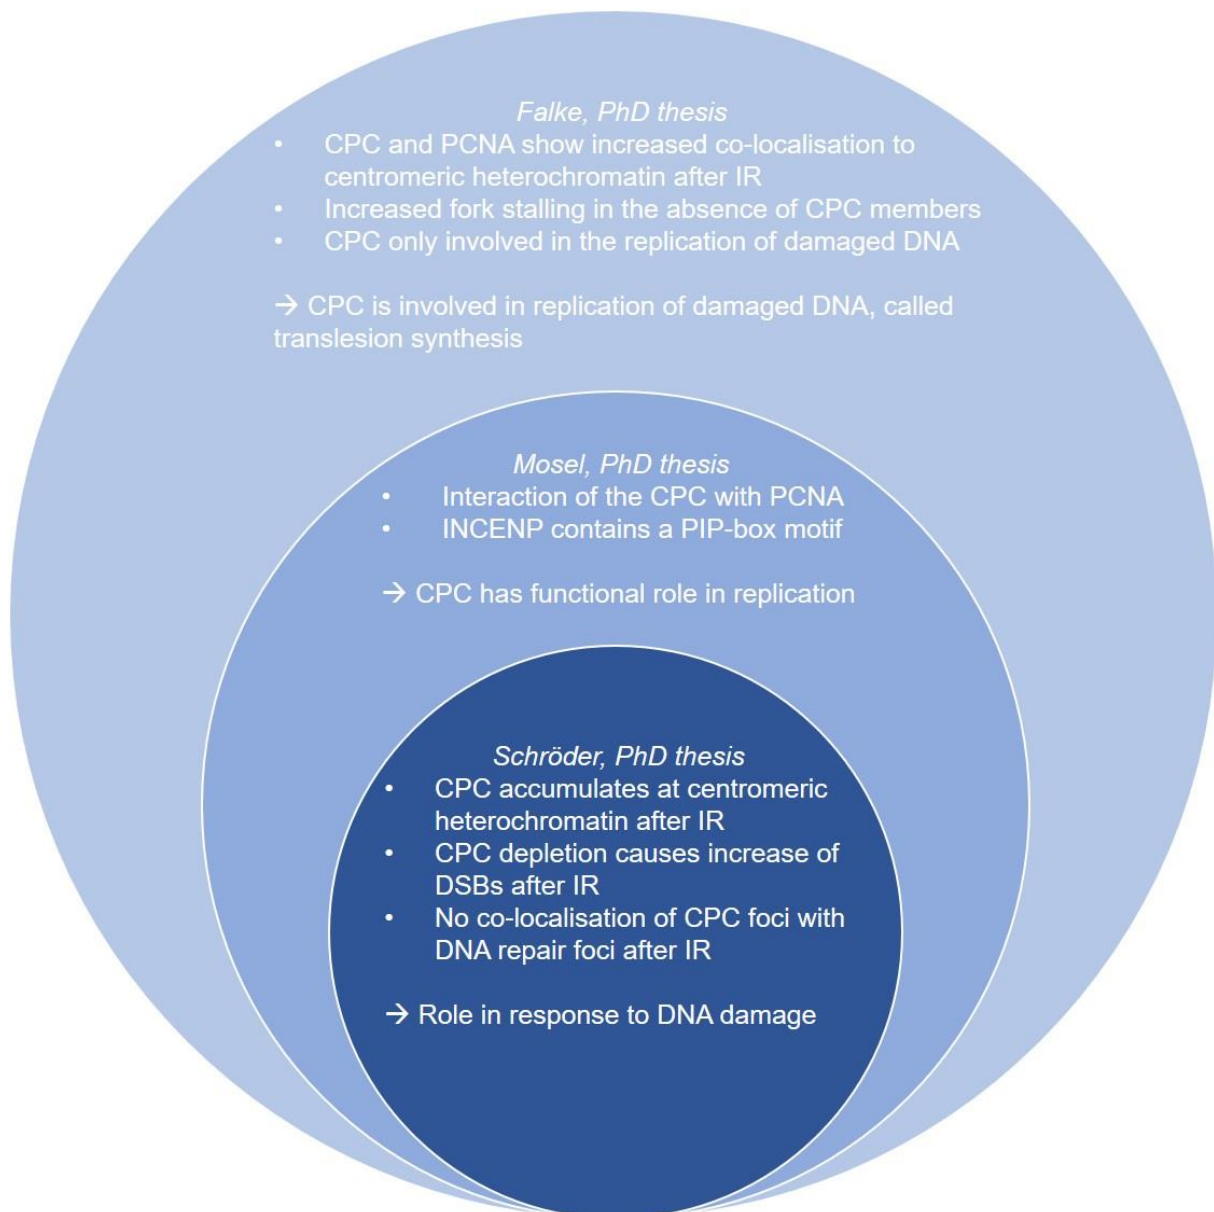 Falke, PhD thesis
• CPC and PCNA show increased co-localisation to
centromeric heterochromatin after IR
• Increased fork stalling in the absence of CPC members
• CPC only involved in the replication of damaged DNA
→ CPC is involved in replication of damaged DNA, called
translesion synthesis
Mosel, PhD thesis
• Interaction of the CPC with PCNA
• INCENP contains a PIP-box motif
→ CPC has functional role in replication
Schröder, PhD thesis
• CPC accumulates at centromeric
heterochromatin after IR
• CPC depletion causes increase of
DSBs after IR
• No co-localisation of CPC foci with
DNA repair foci after IR
→ Role in response to DNA damage